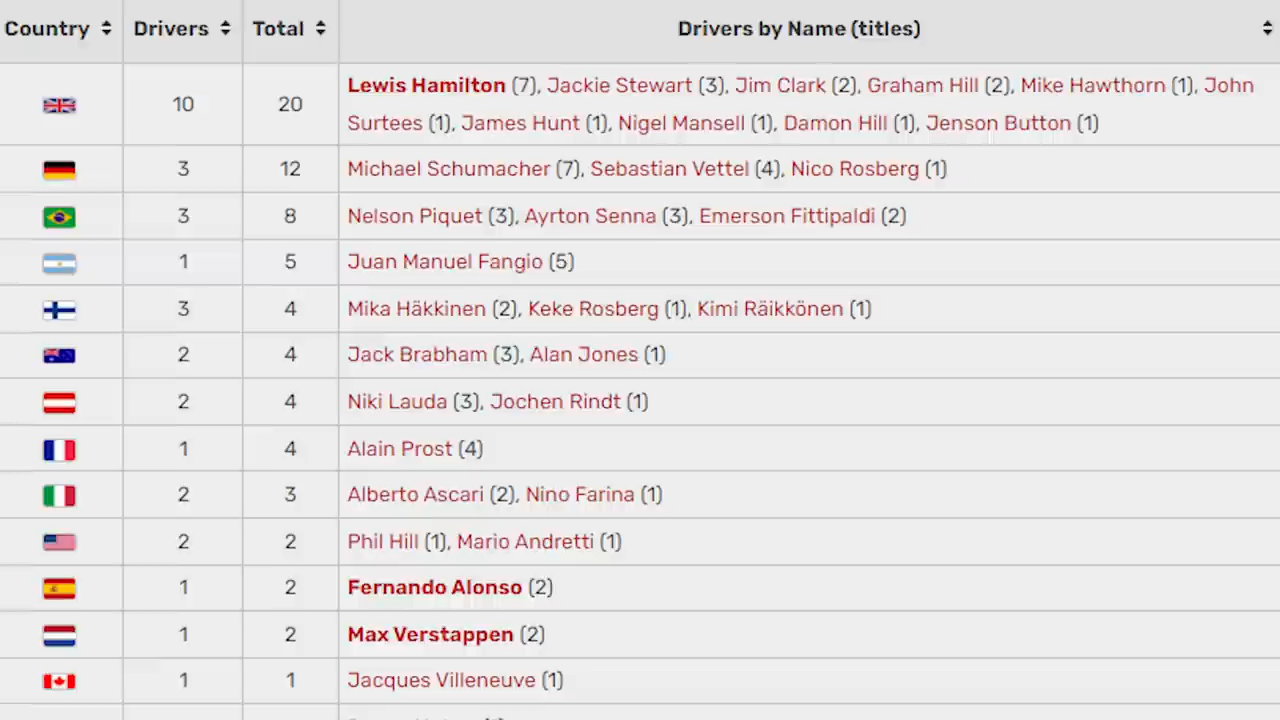 Country Drivers Total Drivers by Name (titles)
10 20 Lewis Hamilton (7), Jackie Stewart (3), Jim Clark (2), Graham Hill (2), Mike Hawthorn (1), John
Surtees (1), James Hunt (1), Nigel Mansell (1), Damon Hill (1), Jenson Button (1)
3 12 Michael Schumacher (7), Sebastian Vettel (4), Nico Rosberg (1)
3 8 Nelson Piquet (3), Ayrton Senna (3), Emerson Fittipaldi (2)
1 5 Juan Manuel Fangio (5)
3 4 Mika Häkkinen (2), Keke Rosberg (1), Kimi Räikkönen (1)
2 4 Jack Brabham (3), Alan Jones (1)
2 4 Niki Lauda (3), Jochen Rindt (1)
1 4 Alain Prost (4)
2 3 Alberto Ascari (2), Nino Farina (1)
2 2 Phil Hill (1), Mario Andretti (1)
1 2 Fernando Alonso (2)
1 2 Max Verstappen (2)
1 1 Jacques Villeneuve (1)